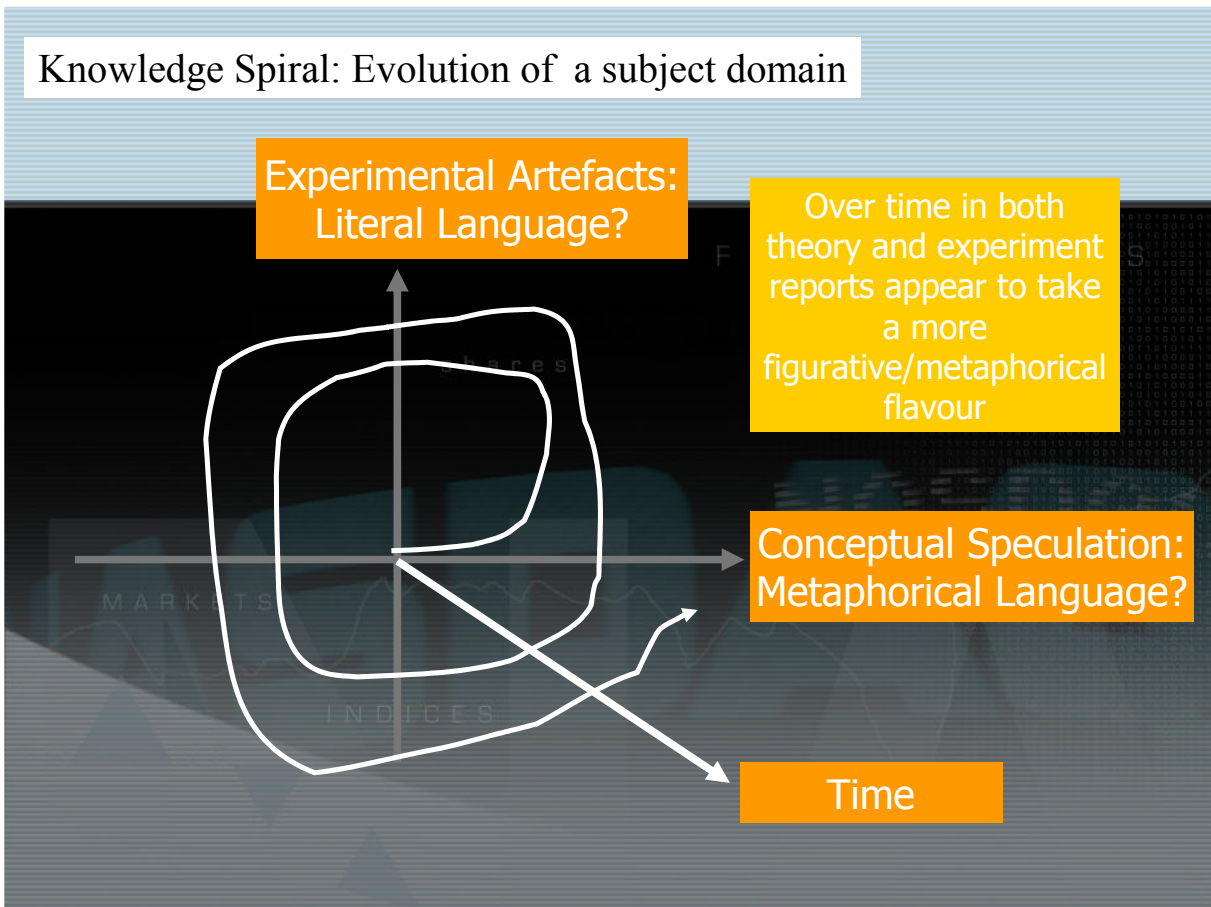 Knowledge Spiral: Evolution of a subject domain
Experimental Artefacts:
Literal Language?
Over time in both
theory and experiment
reports appear to take
a more
figurative/metaphorical
flavour
shares
Conceptual Speculation:
Metaphorical Language?
MARKETS
INDICES
Time